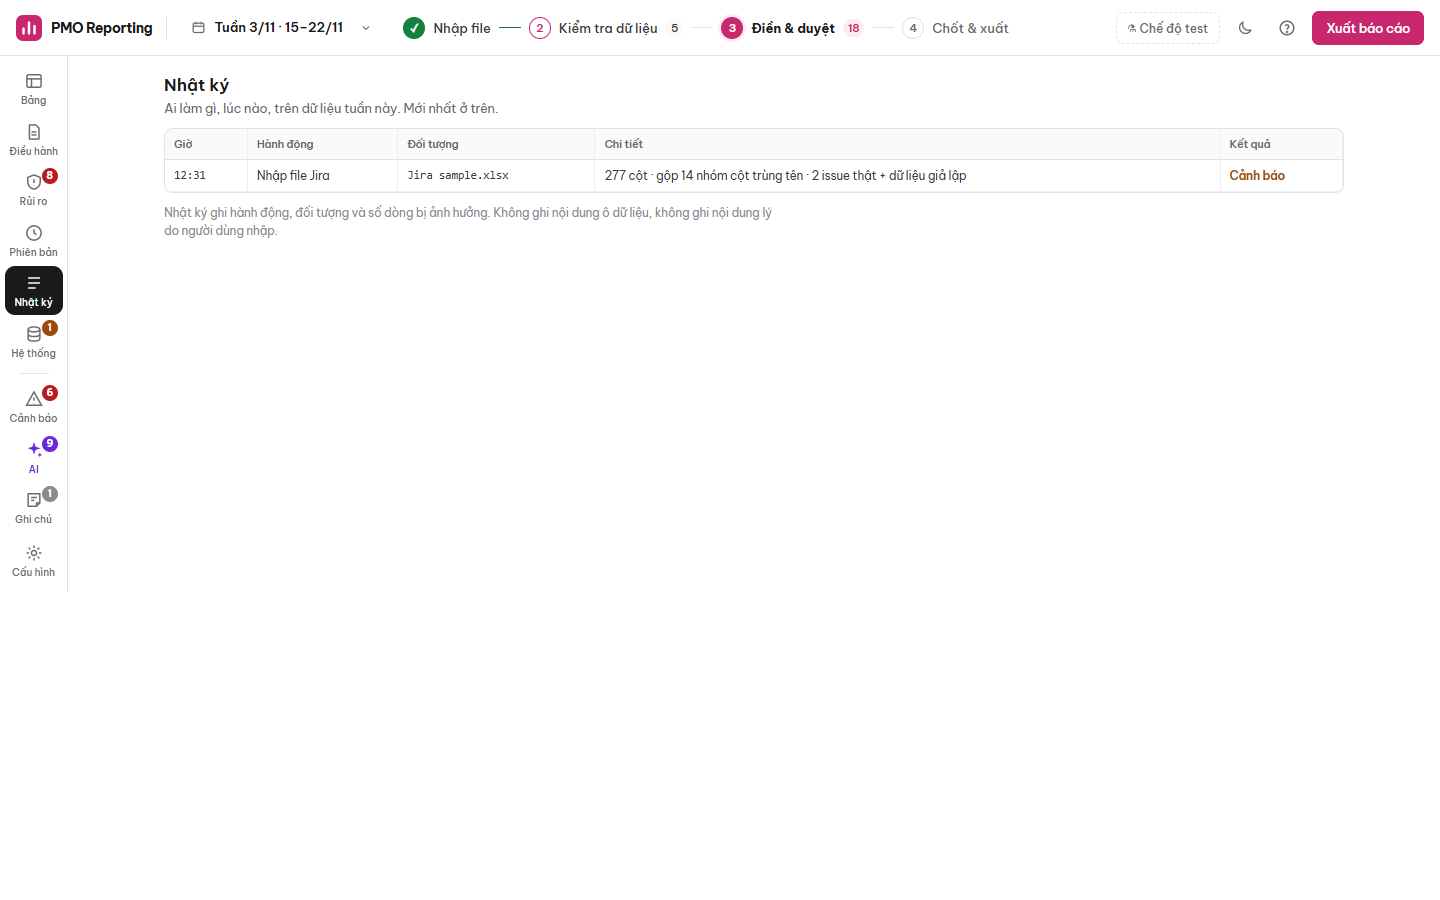 PMO Reporting
Tuần 3/11 · 15–22/11
Nhập file
2 Kiểm tra dữ liệu 5
3 Điền & duyệt 18
4 Chốt & xuất
Chế độ test
Xuất báo cáo
Bảng
Điều hành
8
Rủi ro
Phiên bản
Nhật ký
1
Hệ thống
6
Cảnh báo
9
AI
1
Ghi chú
Cấu hình
Nhật ký
Ai làm gì, lúc nào, trên dữ liệu tuần này. Mới nhất ở trên.
Giờ Hành động Đối tượng Chi tiết Kết quả
12:31 Nhập file Jira Jira sample.xlsx 277 cột · gộp 14 nhóm cột trùng tên · 2 issue thật + dữ liệu giả lập Cảnh báo
Nhật ký ghi hành động, đối tượng và số dòng bị ảnh hưởng. Không ghi nội dung ô dữ liệu, không ghi nội dung lý
do người dùng nhập.